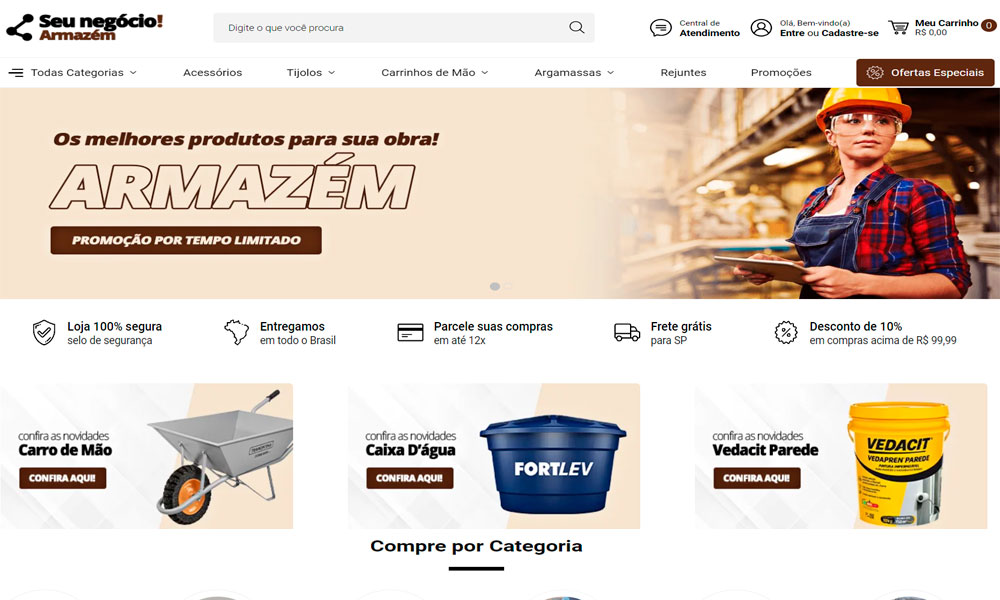 Seu negócio!
Armazém
Digite o que você procura
Central de
Atendimento
Olá, Bem-vindo(a)
Entre ou Cadastre-se
Meu Carrinho 0
R$ 0,00
Todas Categorias
Acessórios
Tijolos
Carrinhos de Mão
Argamassas
Rejuntes
Promoções
Ofertas Especiais
Os melhores produtos para sua obra!
ARMAZÉM
PROMOÇÃO POR TEMPO LIMITADO
Loja 100% segura
selo de segurança
Entregamos
em todo o Brasil
Parcele suas compras
em até 12x
Frete grátis
para SP
Desconto de 10%
em compras acima de R$ 99,99
confira as novidades
Carro de Mão
CONFIRA AQUI!
confira as novidades
Caixa D'água
CONFIRA AQUI!
FORTLEV
confira as novidades
Vedacit Parede
CONFIRA AQUI!
VEDACIT
VEDAPREN PAREDE
Compre por Categoria